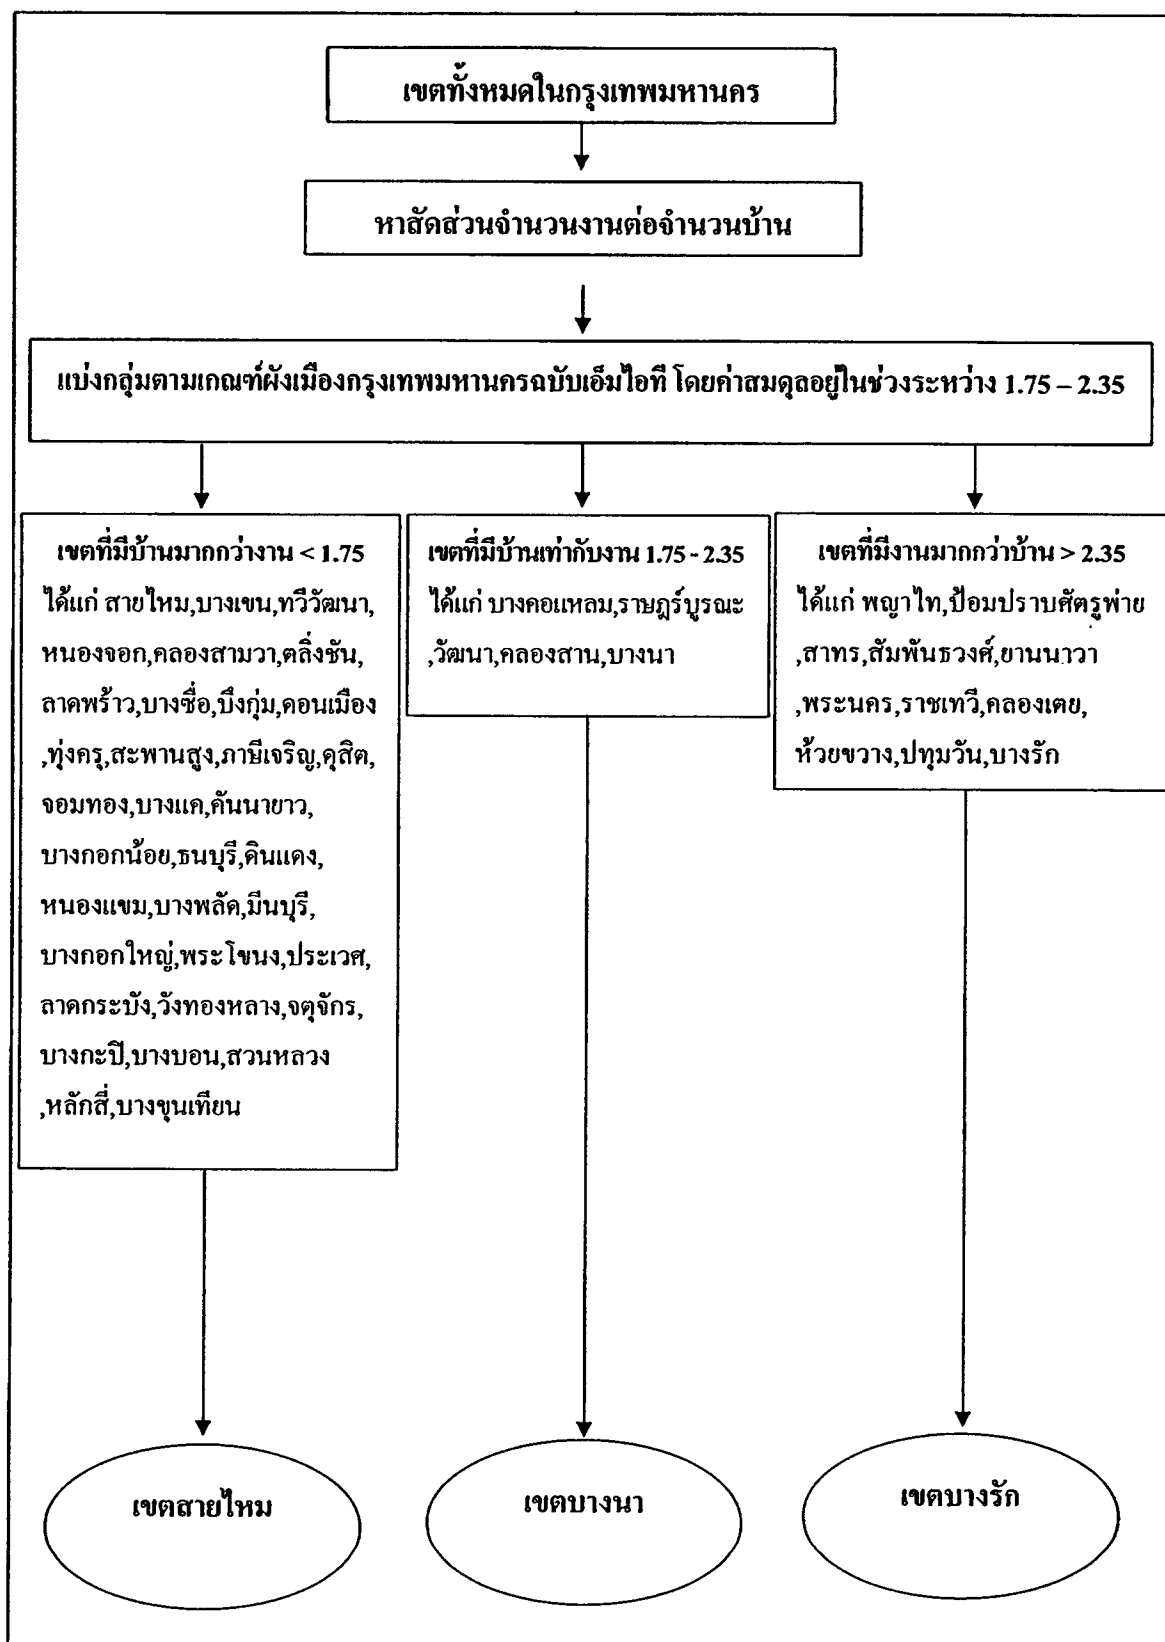 เขตทั้งหมดในกรุงเทพมหานคร
หาสัดส่วนจำนวนงานต่อจำนวนบ้าน
แบ่งกลุ่มตามเกณฑ์ผังเมืองกรุงเทพมหานครฉบับเอ็มไอที โดยค่าสมดุลอยู่ในช่วงระหว่าง 1.75 – 2.35
เขตที่มีบ้านมากกว่างาน < 1.75
ได้แก่ สายไหม,บางเขน,ทวีวัฒนา,
หนองจอก,คลองสามวา,ตลิ่งชัน,
ลาดพร้าว,บางซื่อ,บึงกุ่ม,ดอนเมือง
,ทุ่งครุ,สะพานสูง,ภาษีเจริญ,ดุสิต,
จอมทอง,บางแค,คันนายาว,
บางกอกน้อย,ธนบุรี,ดินแดง,
หนองแขม,บางพลัด,มีนบุรี,
บางกอกใหญ่,พระโขนง,ประเวศ,
ลาดกระบัง,วังทองหลาง,จตุจักร,
บางกะปิ,บางบอน,สวนหลวง
,หลักสี่,บางขุนเทียน
เขตที่มีบ้านเท่ากับงาน 1.75 - 2.35
ได้แก่ บางคอแหลม,ราษฎร์บูรณะ
,วัฒนา,คลองสาน,บางนา
เขตที่มีงานมากกว่าบ้าน > 2.35
ได้แก่ พญาไท,ป้อมปราบศัตรูพ่าย
,สาทร,สัมพันธวงศ์,ยานนาวา
,พระนคร,ราชเทวี,คลองเตย,
ห้วยขวาง,ปทุมวัน,บางรัก
เขตสายไหม
เขตบางนา
เขตบางรัก